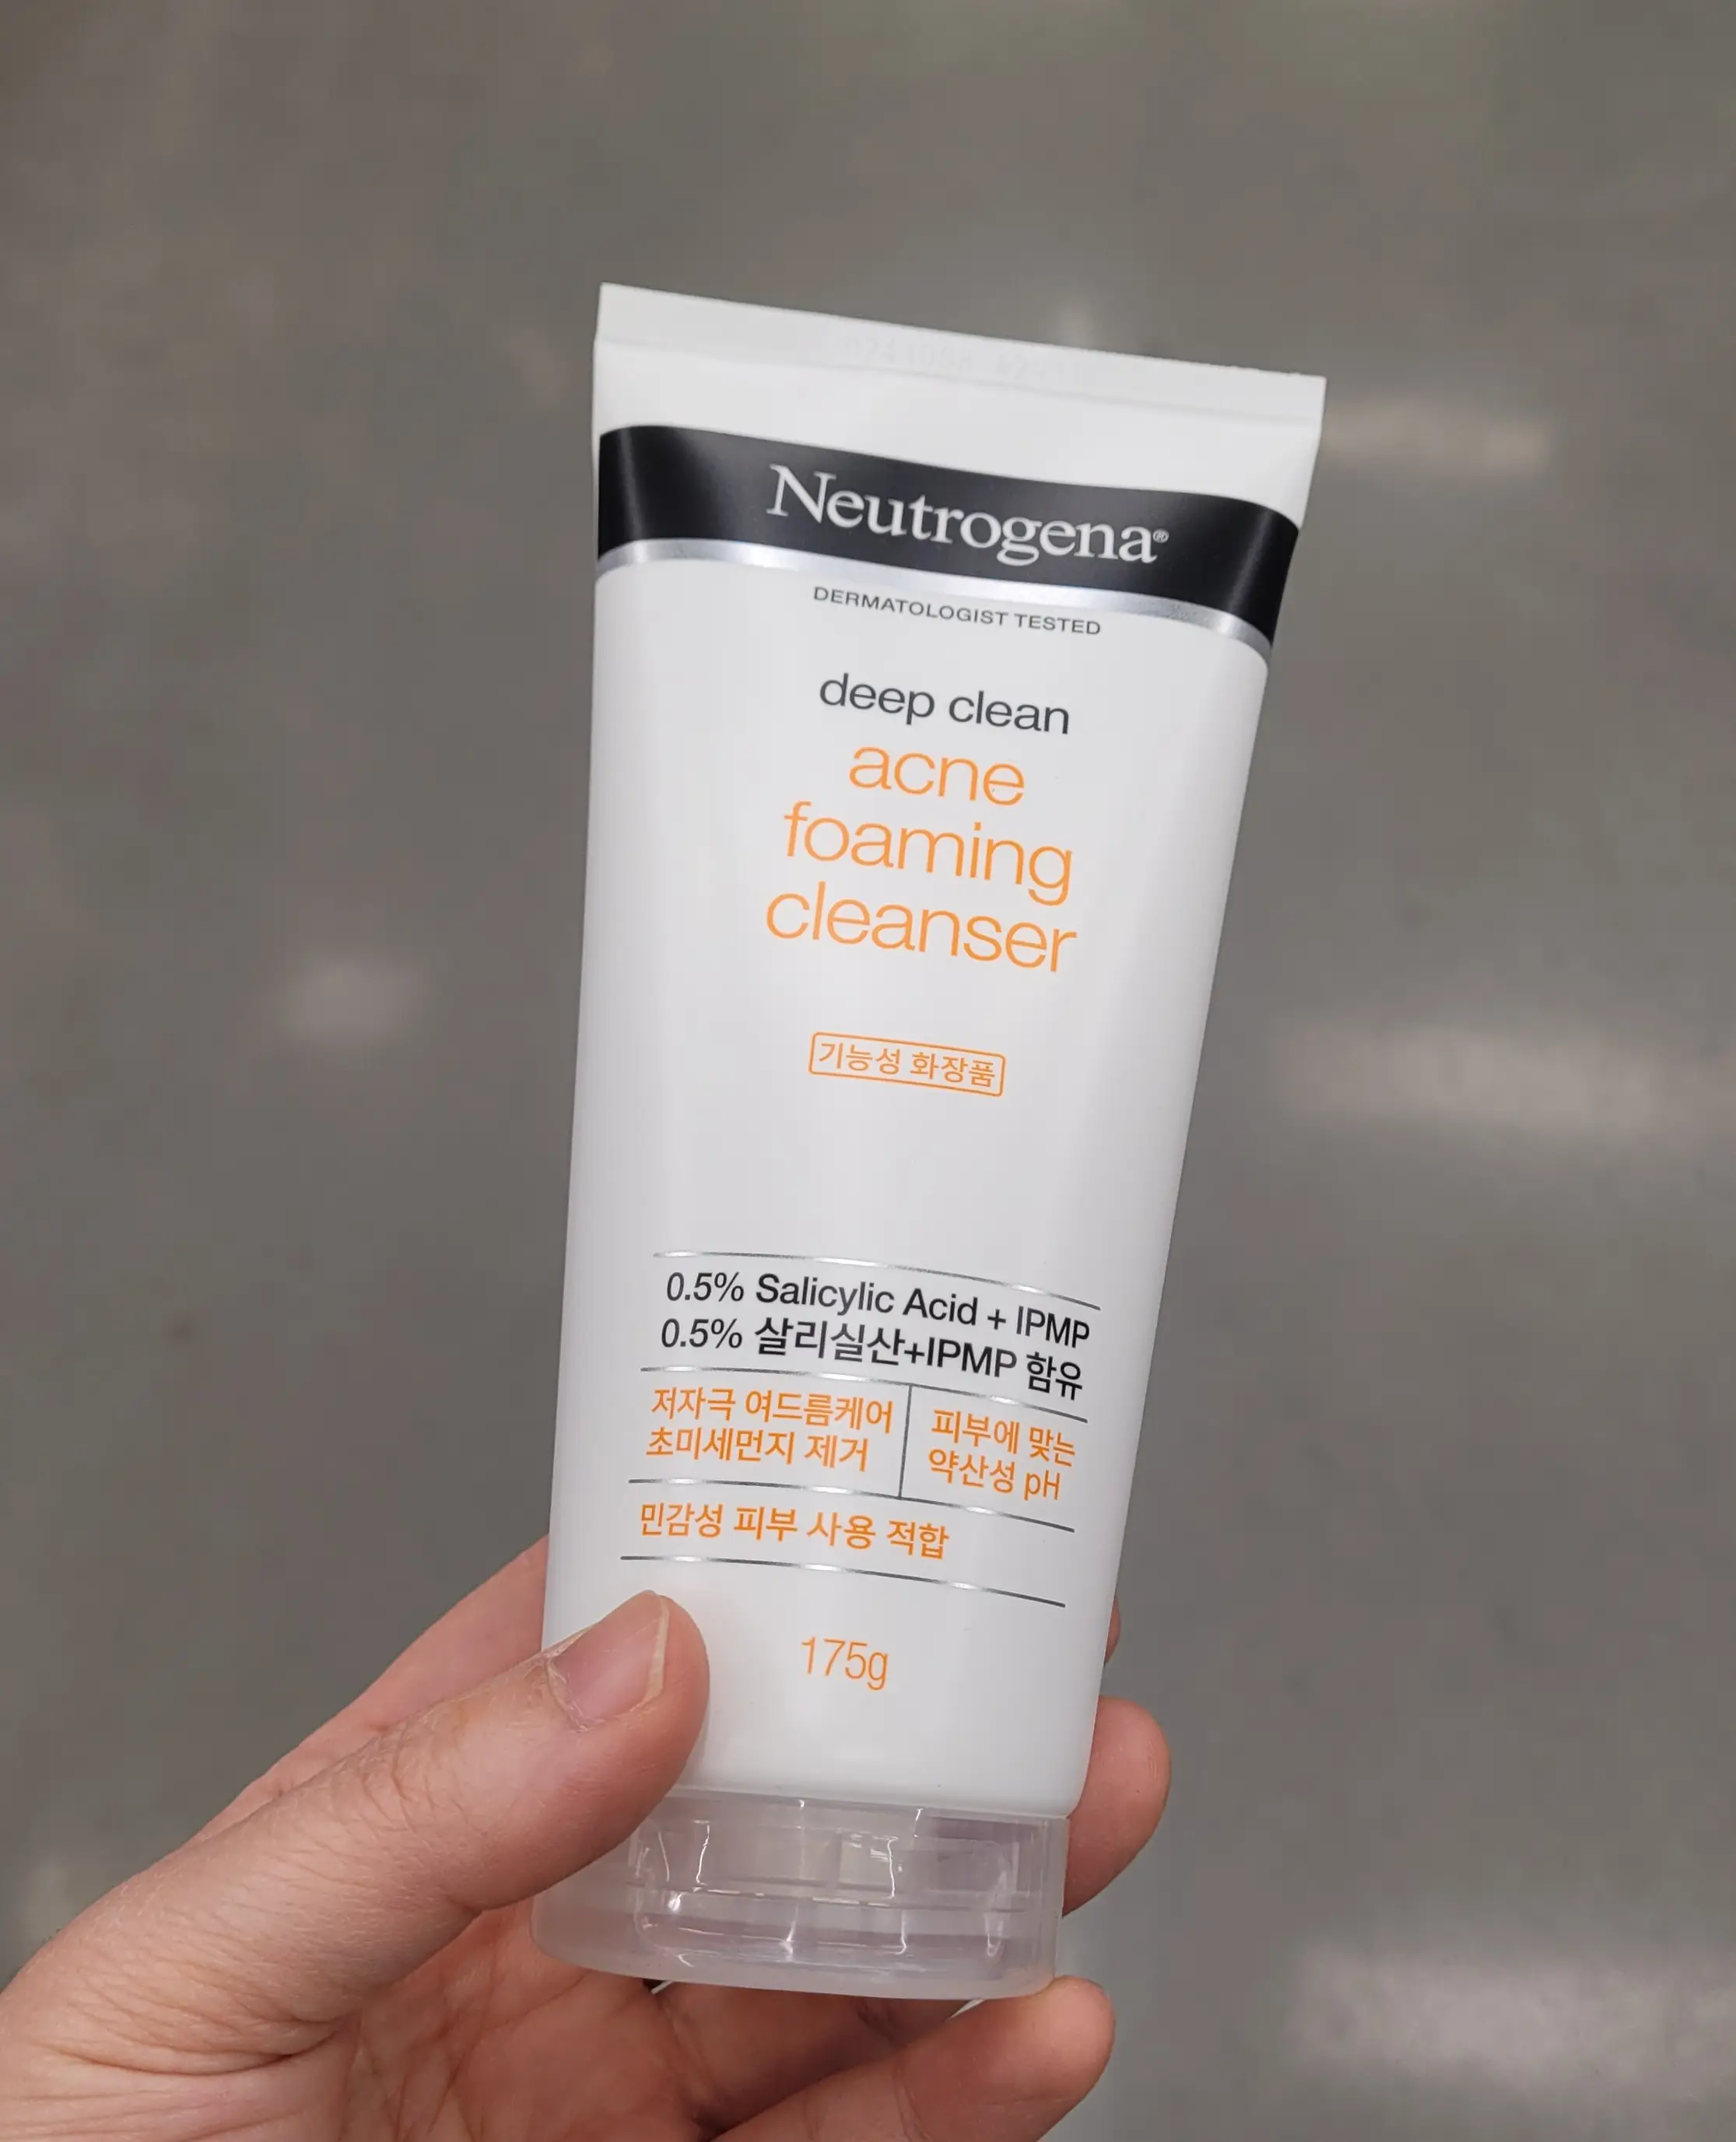 Neutrogena®
DERMATOLOGIST TESTED
deep clean
acne
foaming
cleanser
기능성 화장품
0.5% Salicylic Acid + IPMP
0.5% 살리실산+IPMP 함유
저자극 여드름케어
초미세먼지 제거
피부에 맞는
약산성 pH
민감성 피부 사용 적합
175g